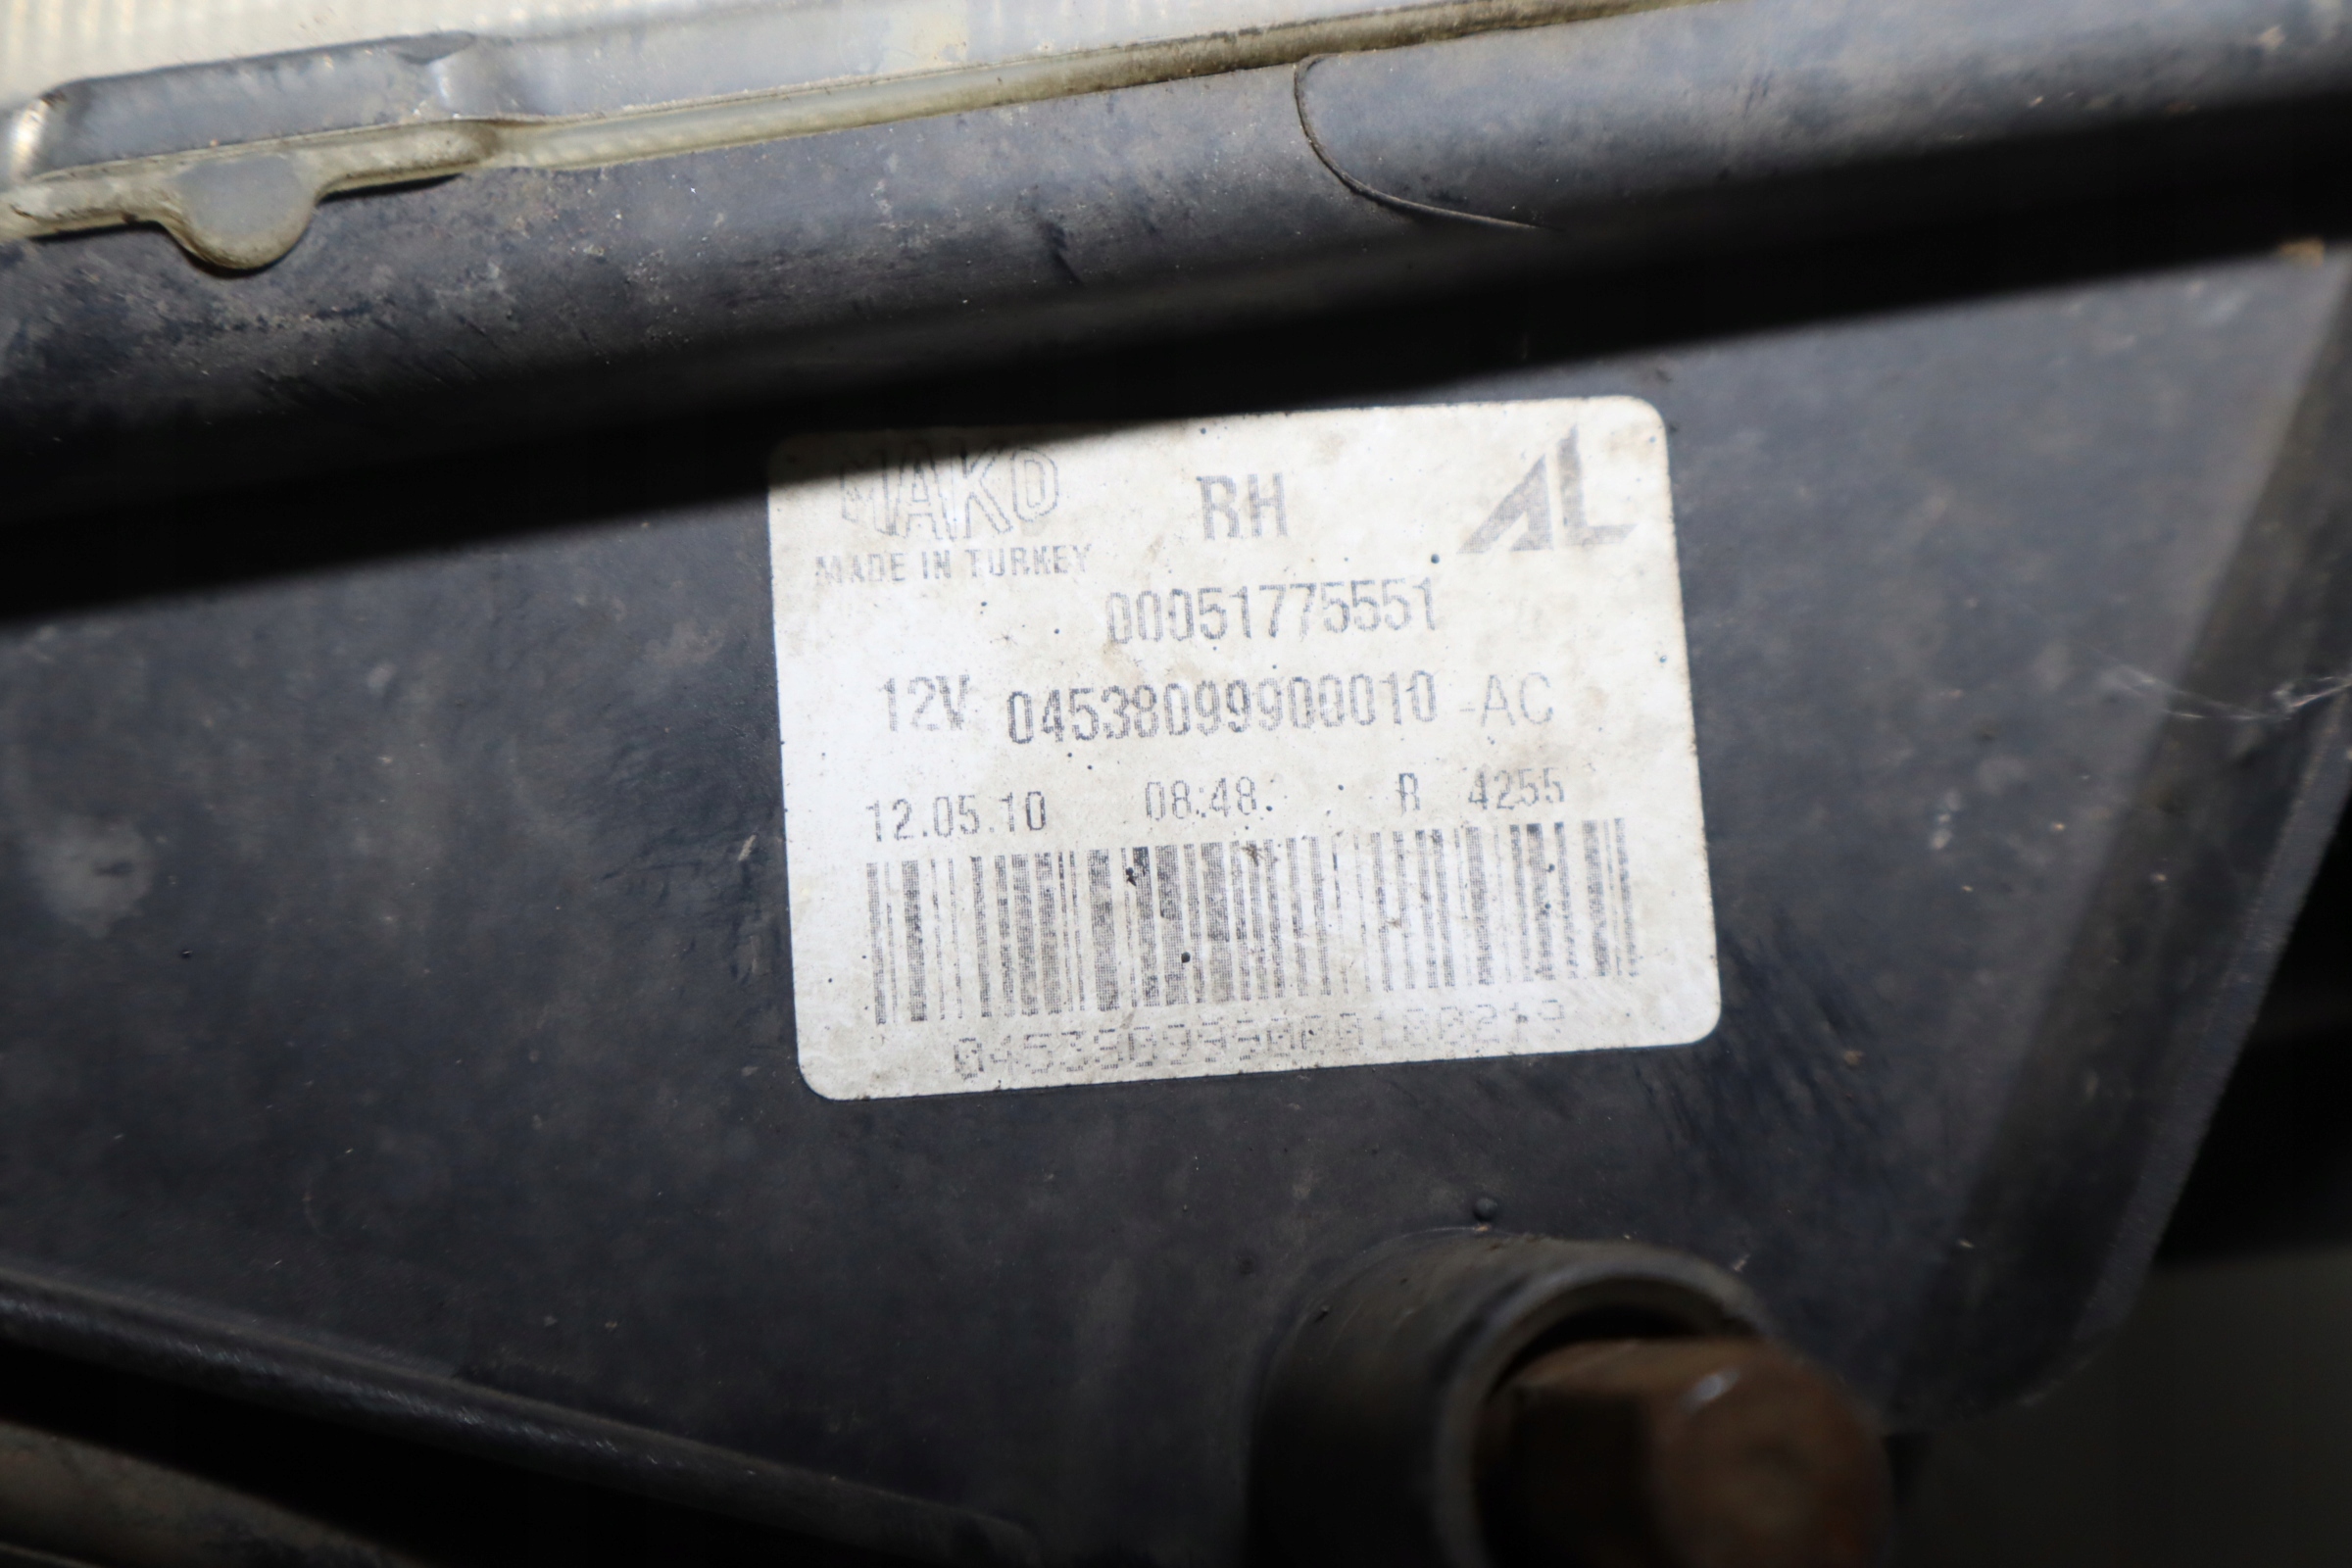 MAKO RH AL
MADE IN TURKEY
00051775551
12V 04538099900010 -AC
12.05.10 08:48 R 4255